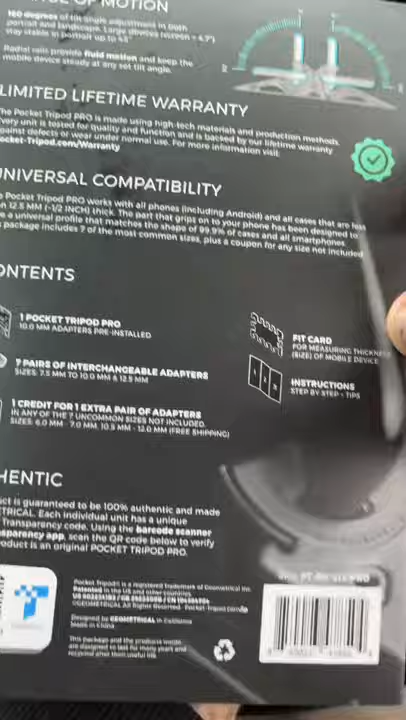 OF MOTION
160 degrees of tilt angle adjustment in both
portrait and landscape. Large devices (screen > 6.7")
stay stable in portrait up to 45°
Radial rails provide fluid motion and keep the
mobile device steady at any set tilt angle.
LIMITED LIFETIME WARRANTY
The Pocket Tripod PRO is made using high-tech materials and production methods.
very unit is tested for quality and function and is backed by our lifetime warranty
against defects or wear under normal use. For more information visit:
ocket-Tripod.com/Warranty
UNIVERSAL COMPATIBILITY
Pocket Tripod PRO works with all phones (including Android) and all cases that are less
n 12.5 MM (~1/2 INCH) thick. The part that grips on to your phone has been designed to
a universal profile that matches the shape of 99.9% of cases and all smartphones.
package includes 7 of the most common sizes, plus a coupon for any size not included
ONTENTS
1 POCKET TRIPOD PRO
10.0 MM ADAPTERS PRE-INSTALLED
FIT CARD
FOR MEASURING THICKNESS
(SIZE) OF MOBILE DEVICE
7 PAIRS OF INTERCHANGEABLE ADAPTERS
SIZES: 7.5 MM TO 10.0 MM & 12.5 MM
1 2 3
INSTRUCTIONS
STEP BY STEP + TIPS
1 CREDIT FOR 1 EXTRA PAIR OF ADAPTERS
IN ANY OF THE 7 UNCOMMON SIZES NOT INCLUDED.
SIZES: 6.0 MM - 7.0 MM, 10.5 MM - 12.0 MM (FREE SHIPPING)
HENTIC
ct is guaranteed to be 100% authentic and made
TRICAL. Each individual unit has a unique
Transparency code. Using the barcode scanner
sparency app, scan the QR code below to verify
oduct is an original POCKET TRIPOD PRO.
Pocket Tripod® is a registered trademark of Geometrical Inc.
Patented in the US and other countries.
©GEOMETRICAL All Rights Reserved. Pocket-Tripod.com
Designed by GEOMETRICAL in California
Made in China
This package and the products inside
are designed to last for many years and
recycled after their useful life.